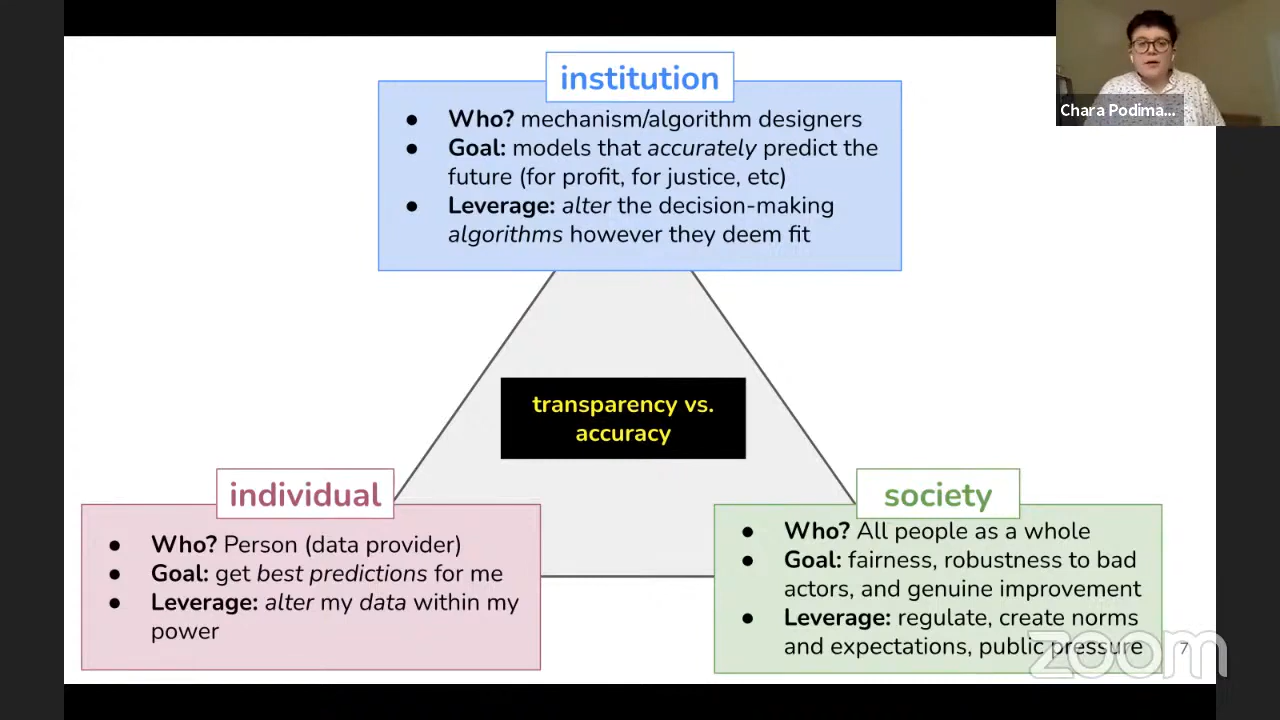 institution
● Who? mechanism/algorithm designers
● Goal: models that accurately predict the
future (for profit, for justice, etc)
● Leverage: alter the decision-making
algorithms however they deem fit
Chara Podima...
transparency vs.
accuracy
individual
● Who? Person (data provider)
● Goal: get best predictions for me
● Leverage: alter my data within my
power
society
● Who? All people as a whole
● Goal: fairness, robustness to bad
actors, and genuine improvement
● Leverage: regulate, create norms
and expectations, public pressure
zoom
7